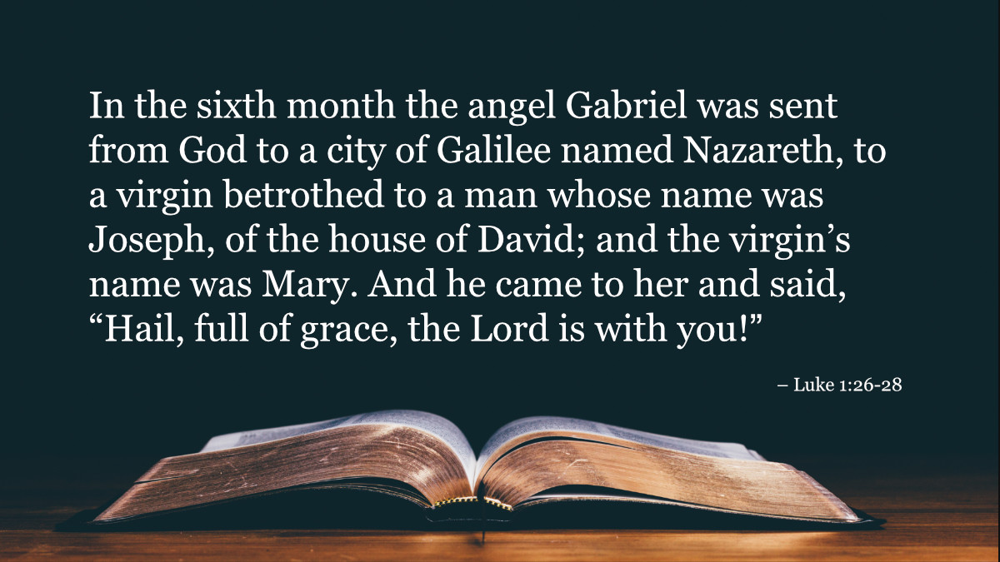 In the sixth month the angel Gabriel was sent
from God to a city of Galilee named Nazareth, to
a virgin betrothed to a man whose name was
Joseph, of the house of David; and the virgin’s
name was Mary. And he came to her and said,
“Hail, full of grace, the Lord is with you!”
– Luke 1:26-28